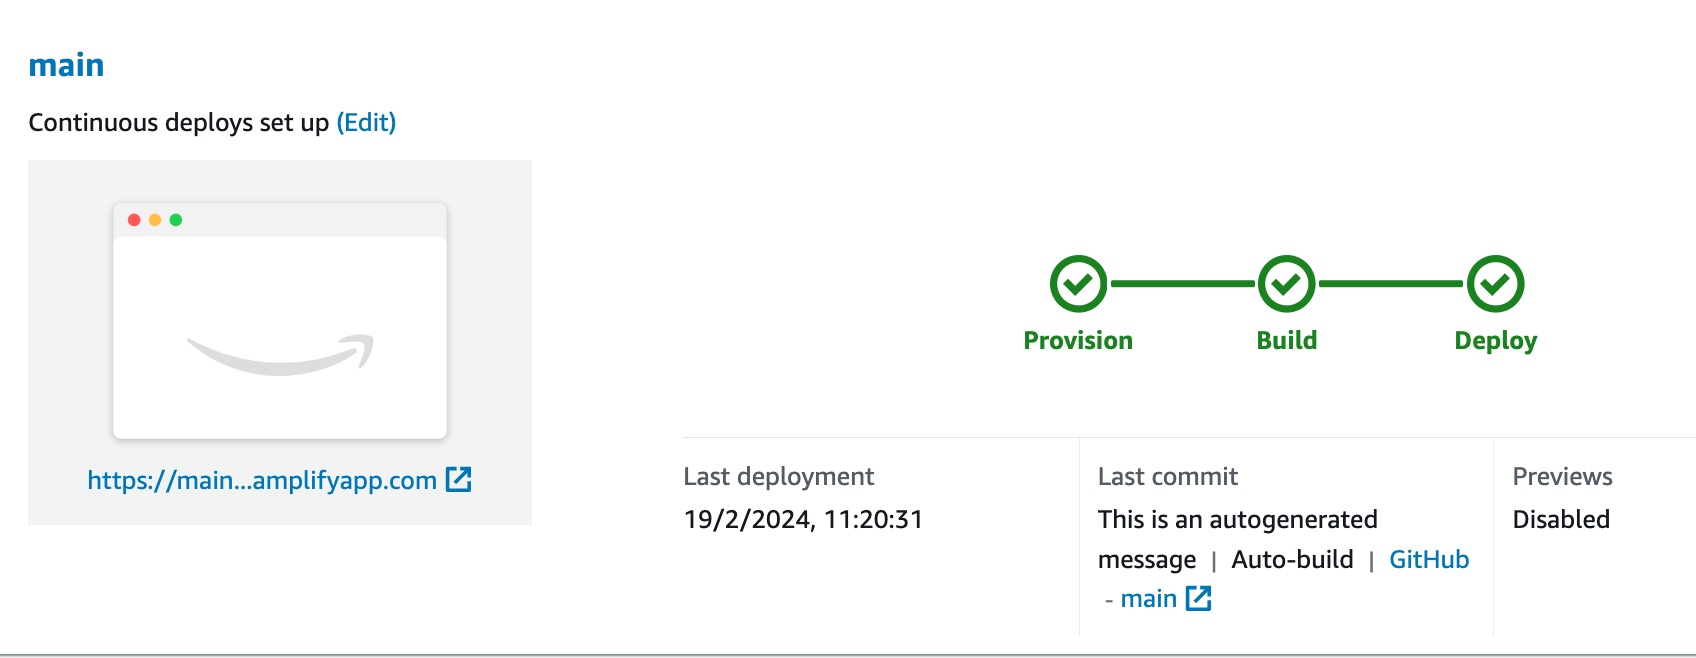 main
Continuous deploys set up (Edit)
https://main...amplifyapp.com
Provision
Build
Deploy
Last deployment
19/2/2024, 11:20:31
Last commit
This is an autogenerated
message | Auto-build | GitHub
- main
Previews
Disabled